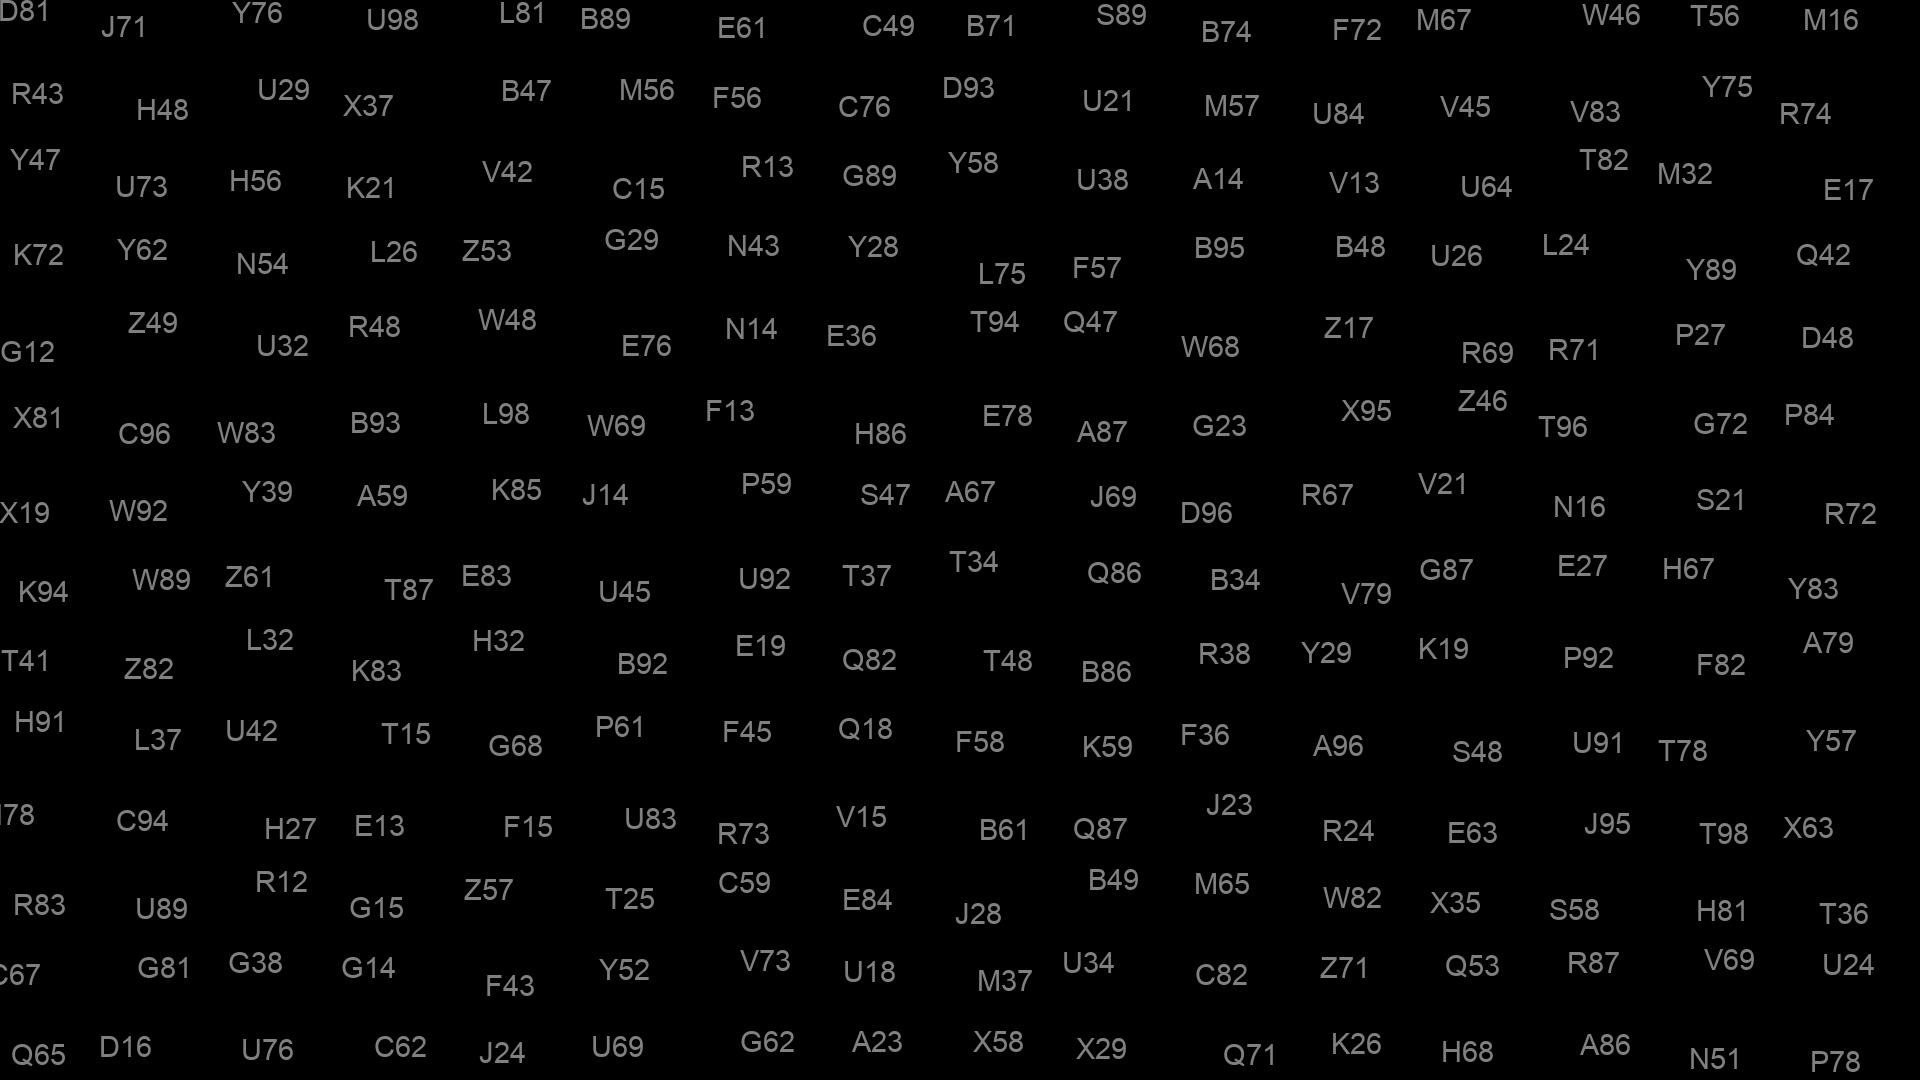 D81 J71 Y76 U98 L81 B89 E61 C49 B71 S89 B74 F72 M67 W46 T56 M16
R43 H48 U29 X37 B47 M56 F56 C76 D93 U21 M57 U84 V45 V83 Y75 R74
Y47 U73 H56 K21 V42 C15 R13 G89 Y58 U38 A14 V13 U64 T82 M32 E17
K72 Y62 N54 L26 Z53 G29 N43 Y28 L75 F57 B95 B48 U26 L24 Y89 Q42
G12 Z49 U32 R48 W48 E76 N14 E36 T94 Q47 W68 Z17 R69 R71 P27 D48
X81 C96 W83 B93 L98 W69 F13 H86 E78 A87 G23 X95 Z46 T96 G72 P84
X19 W92 Y39 A59 K85 J14 P59 S47 A67 J69 D96 R67 V21 N16 S21 R72
K94 W89 Z61 T87 E83 U45 U92 T37 T34 Q86 B34 V79 G87 E27 H67 Y83
T41 Z82 L32 K83 H32 B92 E19 Q82 T48 B86 R38 Y29 K19 P92 F82 A79
H91 L37 U42 T15 G68 P61 F45 Q18 F58 K59 F36 A96 S48 U91 T78 Y57
78 C94 H27 E13 F15 U83 R73 V15 B61 Q87 J23 R24 E63 J95 T98 X63
R83 U89 R12 G15 Z57 T25 C59 E84 J28 B49 M65 W82 X35 S58 H81 T36
C67 G81 G38 G14 F43 Y52 V73 U18 M37 U34 C82 Z71 Q53 R87 V69 U24
Q65 D16 U76 C62 J24 U69 G62 A23 X58 X29 Q71 K26 H68 A86 N51 P78